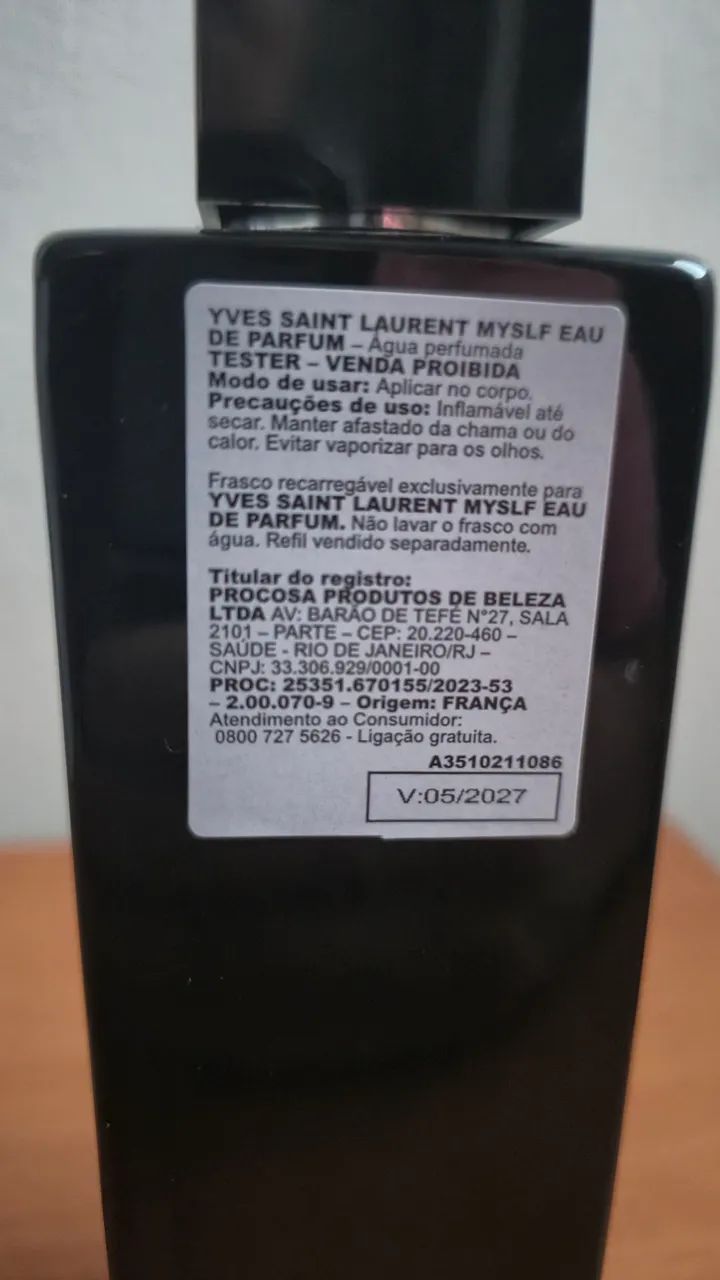 YVES SAINT LAURENT MYSLF EAU
DE PARFUM – Água perfumada
TESTER – VENDA PROIBIDA
Modo de usar: Aplicar no corpo.
Precauções de uso: Inflamável até
secar. Manter afastado da chama ou do
calor. Evitar vaporizar para os olhos.
Frasco recarregável exclusivamente para
YVES SAINT LAURENT MYSLF EAU
DE PARFUM. Não lavar o frasco com
água. Refil vendido separadamente.
Titular do registro:
PROCOSA PRODUTOS DE BELEZA
LTDA AV: BARÃO DE TEFÉ N°27, SALA
2101 – PARTE – CEP: 20.220-460 –
SAÚDE - RIO DE JANEIRO/RJ –
CNPJ: 33.306.929/0001-00
PROC: 25351.670155/2023-53
– 2.00.070-9 – Origem: FRANÇA
Atendimento ao Consumidor:
0800 727 5626 - Ligação gratuita.
A3510211086
V:05/2027